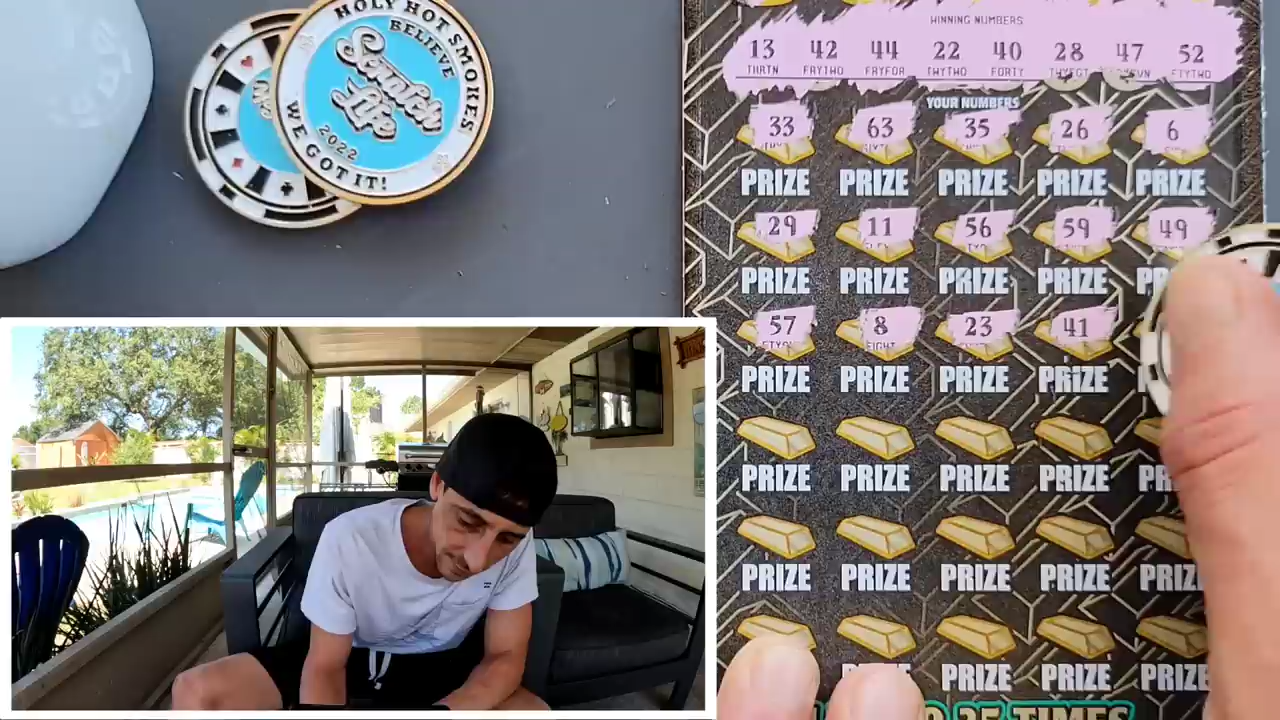 HOLY HOT SMOKES
BELIEVE
Scratch
Life
2022
WE GOT IT!
WINNING NUMBERS
13 42 44 22 40 28 47 52
THRTN FRYTWO FRYFOR TWYTWO FORTY
YOUR NUMBERS
33 63 35 26 6
PRIZE PRIZE PRIZE PRIZE PRIZE
29 11 56 59 49
PRIZE PRIZE PRIZE PRIZE
57 8 23 41
EIGHT
PRIZE PRIZE PRIZE PRIZE
PRIZE PRIZE PRIZE PRIZE
PRIZE PRIZE PRIZE PRIZE PRIZE
PRIZE PRIZE PRIZE
25 TIMES